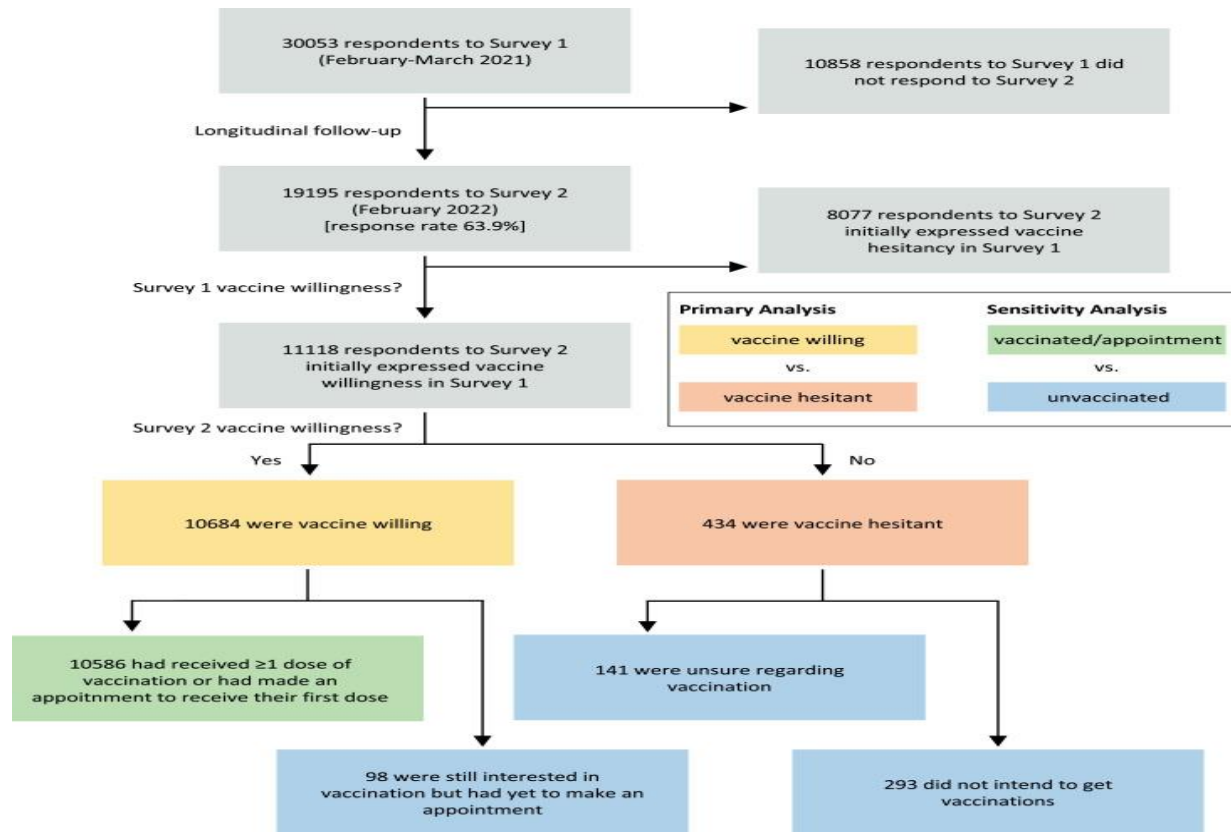 30053 respondents to Survey 1
(February-March 2021)
10858 respondents to Survey 1 did
not respond to Survey 2
Longitudinal follow-up
19195 respondents to Survey 2
(February 2022)
[response rate 63.9%]
8077 respondents to Survey 2
initially expressed vaccine
hesitancy in Survey 1
Survey 1 vaccine willingness?
Primary Analysis
vaccine willing
vs.
vaccine hesitant
Sensitivity Analysis
vaccinated/appointment
vs.
unvaccinated
11118 respondents to Survey 2
initially expressed vaccine
willingness in Survey 1
Survey 2 vaccine willingness?
Yes
No
10684 were vaccine willing
434 were vaccine hesitant
10586 had received ≥1 dose of
vaccination or had made an
appoitnment to receive their first dose
141 were unsure regarding
vaccination
98 were still interested in
vaccination but had yet to make an
appointment
293 did not intend to get
vaccinations